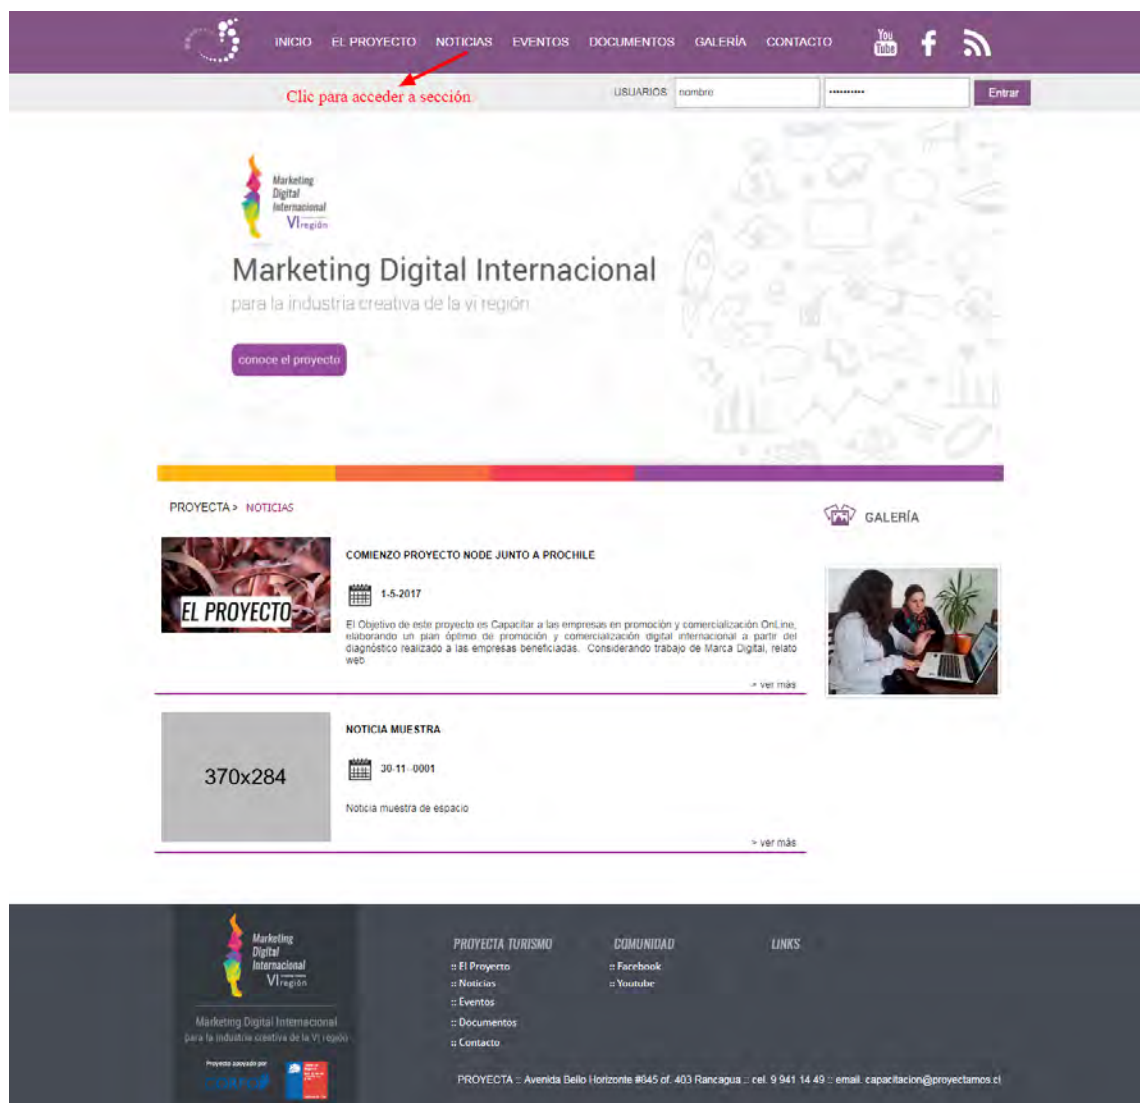 INICIO EL PROYECTO NOTICIAS EVENTOS DOCUMENTOS GALERÍA CONTACTO You Tube
Clic para acceder a sección
USUARIOS nombre •••••••••• Entrar
Marketing
Digital
Internacional
VI región
Marketing Digital Internacional
para la industria creativa de la vi región
conoce el proyecto
PROYECTA > NOTICIAS
GALERÍA
EL PROYECTO
COMIENZO PROYECTO NODE JUNTO A PROCHILE
1-5-2017
El Objetivo de este proyecto es Capacitar a las empresas en promoción y comercialización OnLine,
elaborando un plan óptimo de promoción y comercialización digital internacional a partir del
diagnóstico realizado a las empresas beneficiadas. Considerando trabajo de Marca Digital, relato
web
> ver más
370x284
NOTICIA MUESTRA
30-11--0001
Noticia muestra de espacio
> ver más
Marketing
Digital
Internacional
VI región
Marketing Digital Internacional
para la industria creativa de la VI región
Proyecto apoyado por
PROYECTA TURISMO
:: El Proyecto
:: Noticias
:: Eventos
:: Documentos
:: Contacto
COMUNIDAD
:: Facebook
:: Youtube
LINKS
PROYECTA :: Avenida Bello Horizonte #845 of. 403 Rancagua :: cel. 9 941 14 49 :: email. capacitacion@proyectamos.cl